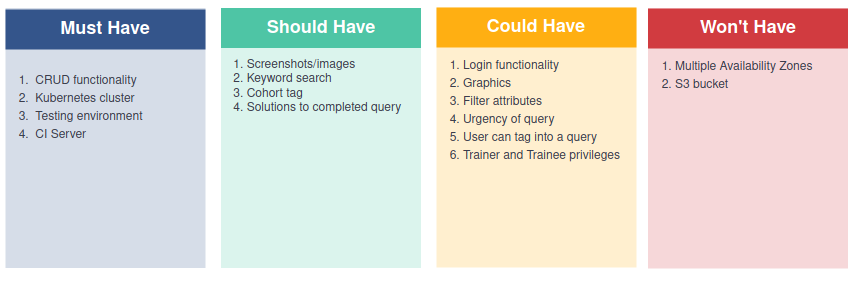 Must Have
1. CRUD functionality
2. Kubernetes cluster
3. Testing environment
4. CI Server
Should Have
1. Screenshots/images
2. Keyword search
3. Cohort tag
4. Solutions to completed query
Could Have
1. Login functionality
2. Graphics
3. Filter attributes
4. Urgency of query
5. User can tag into a query
6. Trainer and Trainee privileges
Won't Have
1. Multiple Availability Zones
2. S3 bucket